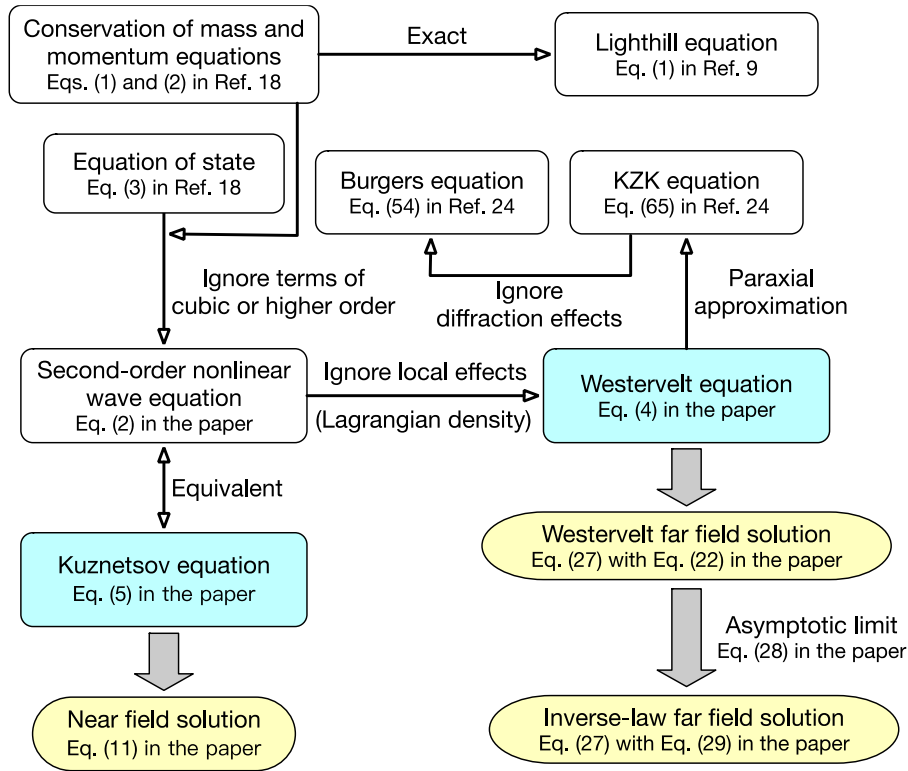 Conservation of mass and
momentum equations
Eqs. (1) and (2) in Ref. 18
Exact
Lighthill equation
Eq. (1) in Ref. 9
Equation of state
Eq. (3) in Ref. 18
Burgers equation
Eq. (54) in Ref. 24
KZK equation
Eq. (65) in Ref. 24
Ignore terms of
cubic or higher order
Ignore
diffraction effects
Paraxial
approximation
Second-order nonlinear
wave equation
Eq. (2) in the paper
Ignore local effects
(Lagrangian density)
Westervelt equation
Eq. (4) in the paper
Equivalent
Kuznetsov equation
Eq. (5) in the paper
Westervelt far field solution
Eq. (27) with Eq. (22) in the paper
Asymptotic limit
Eq. (28) in the paper
Near field solution
Eq. (11) in the paper
Inverse-law far field solution
Eq. (27) with Eq. (29) in the paper